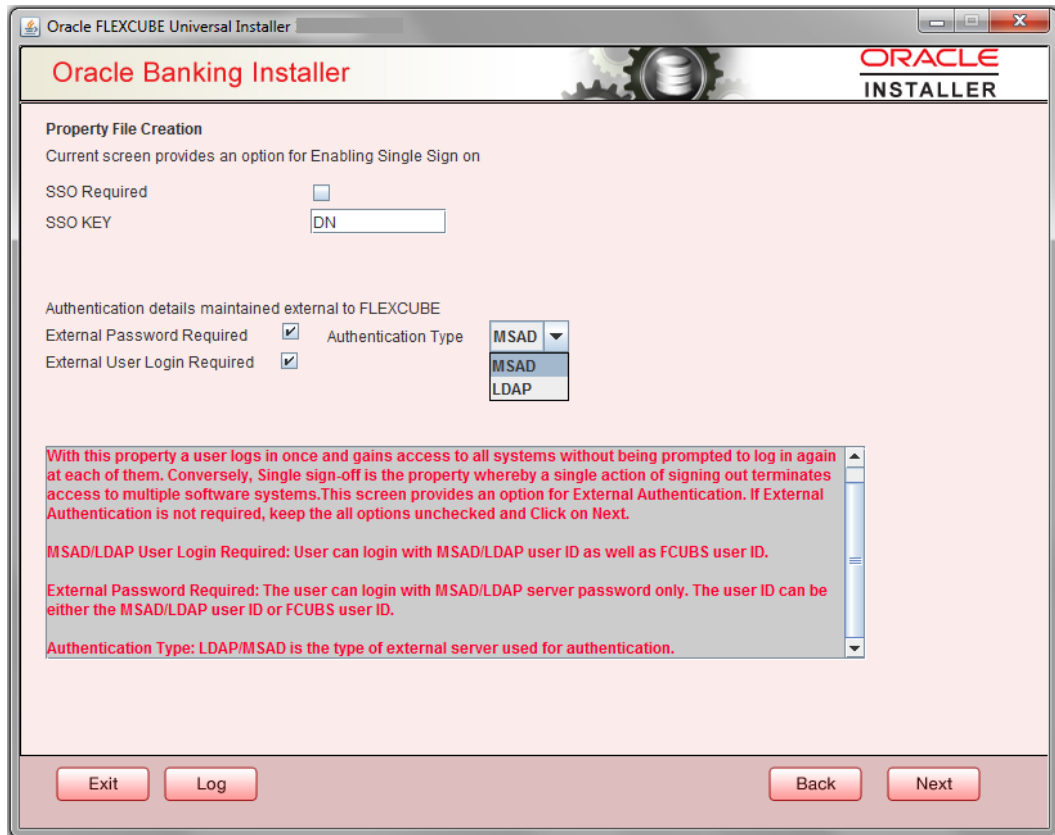 Oracle FLEXCUBE Universal Installer
Oracle Banking Installer
ORACLE
INSTALLER
Property File Creation
Current screen provides an option for Enabling Single Sign on
SSO Required
SSO KEY DN
Authentication details maintained external to FLEXCUBE
External Password Required Authentication Type MSAD
External User Login Required
MSAD
LDAP
With this property a user logs in once and gains access to all systems without being prompted to log in again
at each of them. Conversely, Single sign-off is the property whereby a single action of signing out terminates
access to multiple software systems.This screen provides an option for External Authentication. If External
Authentication is not required, keep the all options unchecked and Click on Next.
MSAD/LDAP User Login Required: User can login with MSAD/LDAP user ID as well as FCUBS user ID.
External Password Required: The user can login with MSAD/LDAP server password only. The user ID can be
either the MSAD/LDAP user ID or FCUBS user ID.
Authentication Type: LDAP/MSAD is the type of external server used for authentication.
Exit Log Back Next